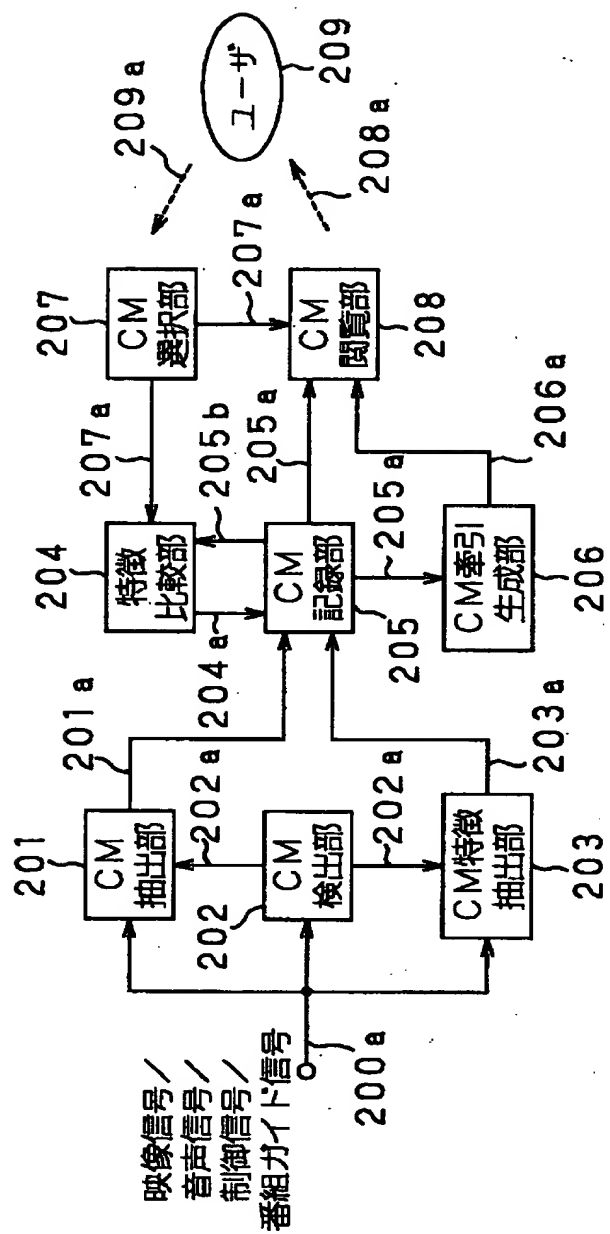 映像信号/
音声信号/
制御信号/
番組ガイド信号
200a
201
CM
抽出部
201a
202a
202
CM
検出部
202a
203
CM特徴
抽出部
203a
204
特徴
比較部
204a
205b
205
CM
記録部
205a
205a
206
CM牽引
生成部
206a
207
CM
選択部
207a
207a
208
CM
閲覧部
208a
209a
ユーザ
209